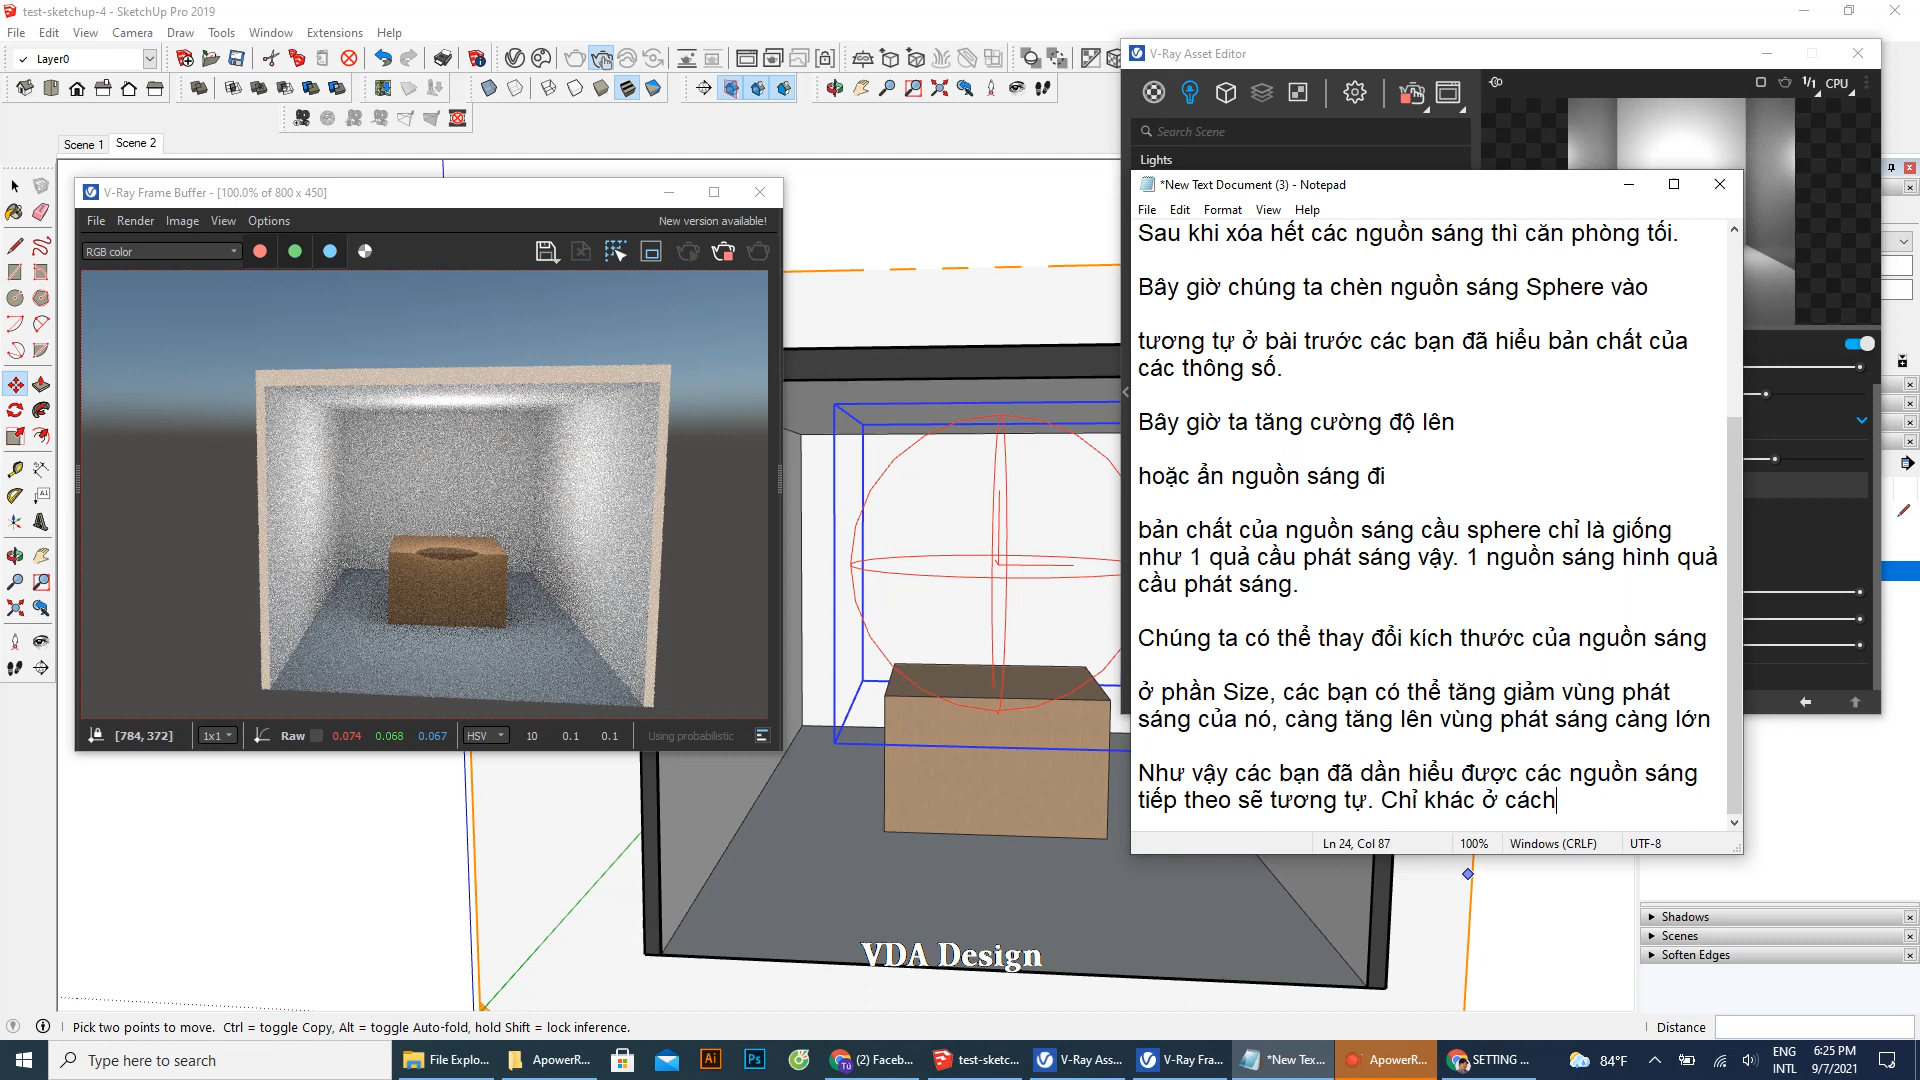 test-sketchup-4 - SketchUp Pro 2019
File Edit View Camera Draw Tools Window Extensions Help
Layer0
Scene 1 Scene 2
V-Ray Frame Buffer - [100.0% of 800 x 450]
File Render Image View Options New version available!
RGB color
[784, 372] 1x1 Raw 0.074 0.068 0.067 HSV 10 0.1 0.1 Using probabilistic
V-Ray Asset Editor
1/1 CPU
Search Scene
Lights
*New Text Document (3) - Notepad
File Edit Format View Help
Sau khi xóa hết các nguồn sáng thì căn phòng tối.
Bây giờ chúng ta chèn nguồn sáng Sphere vào
tương tự ở bài trước các bạn đã hiểu bản chất của
các thông số.
Bây giờ ta tăng cường độ lên
hoặc ẩn nguồn sáng đi
bản chất của nguồn sáng cầu sphere chỉ là giống
như 1 quả cầu phát sáng vậy. 1 nguồn sáng hình quả
cầu phát sáng.
Chúng ta có thể thay đổi kích thước của nguồn sáng
ở phần Size, các bạn có thể tăng giảm vùng phát
sáng của nó, càng tăng lên vùng phát sáng càng lớn
Như vậy các bạn đã dần hiểu được các nguồn sáng
tiếp theo sẽ tương tự. Chỉ khác ở cách
Ln 24, Col 87 100% Windows (CRLF) UTF-8
Shadows
Scenes
Soften Edges
VDA Design
Pick two points to move. Ctrl = toggle Copy, Alt = toggle Auto-fold, hold Shift = lock inference.
Distance
Type here to search
File Explo...
ApowerR...
(2) Faceb...
test-sketc...
V-Ray Ass...
V-Ray Fra...
*New Tex...
ApowerR...
SETTING ...
84°F
ENG
INTL
6:25 PM
9/7/2021